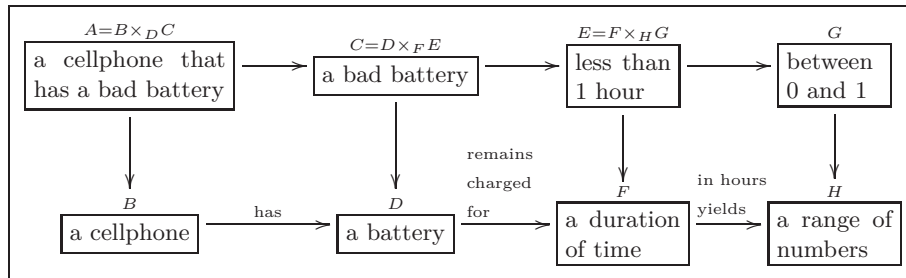 A=B×_D C
a cellphone that
has a bad battery
C=D×_F E
a bad battery
E=F×_H G
less than
1 hour
G
between
0 and 1
B
a cellphone
has
D
a battery
remains
charged
for
F
a duration
of time
in hours
yields
H
a range of
numbers